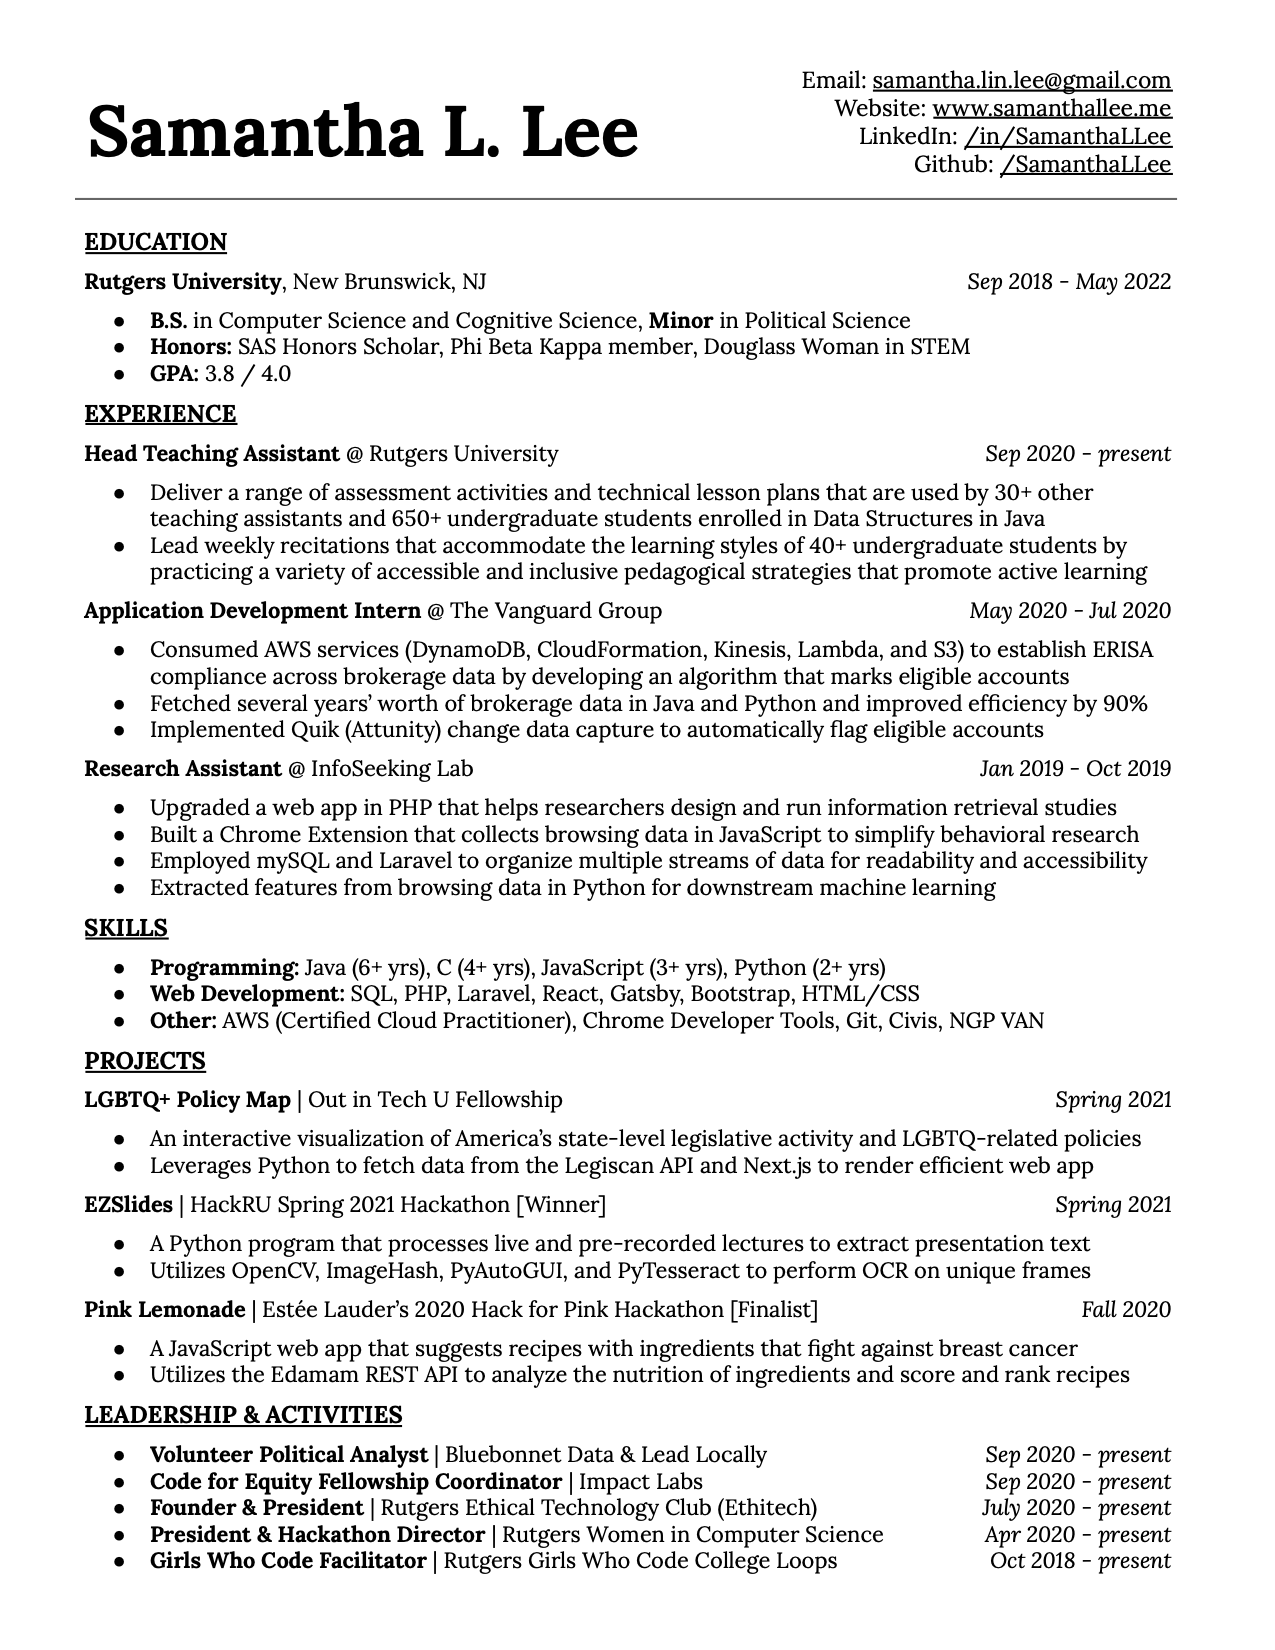 Samantha L. Lee
Email: samantha.lin.lee@gmail.com
Website: www.samanthallee.me
LinkedIn: /in/SamanthaLLee
Github: /SamanthaLLee
EDUCATION
Rutgers University, New Brunswick, NJ Sep 2018 - May 2022
● B.S. in Computer Science and Cognitive Science, Minor in Political Science
● Honors: SAS Honors Scholar, Phi Beta Kappa member, Douglass Woman in STEM
● GPA: 3.8 / 4.0
EXPERIENCE
Head Teaching Assistant @ Rutgers University Sep 2020 - present
● Deliver a range of assessment activities and technical lesson plans that are used by 30+ other
teaching assistants and 650+ undergraduate students enrolled in Data Structures in Java
● Lead weekly recitations that accommodate the learning styles of 40+ undergraduate students by
practicing a variety of accessible and inclusive pedagogical strategies that promote active learning
Application Development Intern @ The Vanguard Group May 2020 - Jul 2020
● Consumed AWS services (DynamoDB, CloudFormation, Kinesis, Lambda, and S3) to establish ERISA
compliance across brokerage data by developing an algorithm that marks eligible accounts
● Fetched several years’ worth of brokerage data in Java and Python and improved efficiency by 90%
● Implemented Quik (Attunity) change data capture to automatically flag eligible accounts
Research Assistant @ InfoSeeking Lab Jan 2019 - Oct 2019
● Upgraded a web app in PHP that helps researchers design and run information retrieval studies
● Built a Chrome Extension that collects browsing data in JavaScript to simplify behavioral research
● Employed mySQL and Laravel to organize multiple streams of data for readability and accessibility
● Extracted features from browsing data in Python for downstream machine learning
SKILLS
● Programming: Java (6+ yrs), C (4+ yrs), JavaScript (3+ yrs), Python (2+ yrs)
● Web Development: SQL, PHP, Laravel, React, Gatsby, Bootstrap, HTML/CSS
● Other: AWS (Certified Cloud Practitioner), Chrome Developer Tools, Git, Civis, NGP VAN
PROJECTS
LGBTQ+ Policy Map | Out in Tech U Fellowship Spring 2021
● An interactive visualization of America’s state-level legislative activity and LGBTQ-related policies
● Leverages Python to fetch data from the Legiscan API and Next.js to render efficient web app
EZSlides | HackRU Spring 2021 Hackathon [Winner] Spring 2021
● A Python program that processes live and pre-recorded lectures to extract presentation text
● Utilizes OpenCV, ImageHash, PyAutoGUI, and PyTesseract to perform OCR on unique frames
Pink Lemonade | Estée Lauder’s 2020 Hack for Pink Hackathon [Finalist] Fall 2020
● A JavaScript web app that suggests recipes with ingredients that fight against breast cancer
● Utilizes the Edamam REST API to analyze the nutrition of ingredients and score and rank recipes
LEADERSHIP & ACTIVITIES
● Volunteer Political Analyst | Bluebonnet Data & Lead Locally Sep 2020 - present
● Code for Equity Fellowship Coordinator | Impact Labs Sep 2020 - present
● Founder & President | Rutgers Ethical Technology Club (Ethitech) July 2020 - present
● President & Hackathon Director | Rutgers Women in Computer Science Apr 2020 - present
● Girls Who Code Facilitator | Rutgers Girls Who Code College Loops Oct 2018 - present